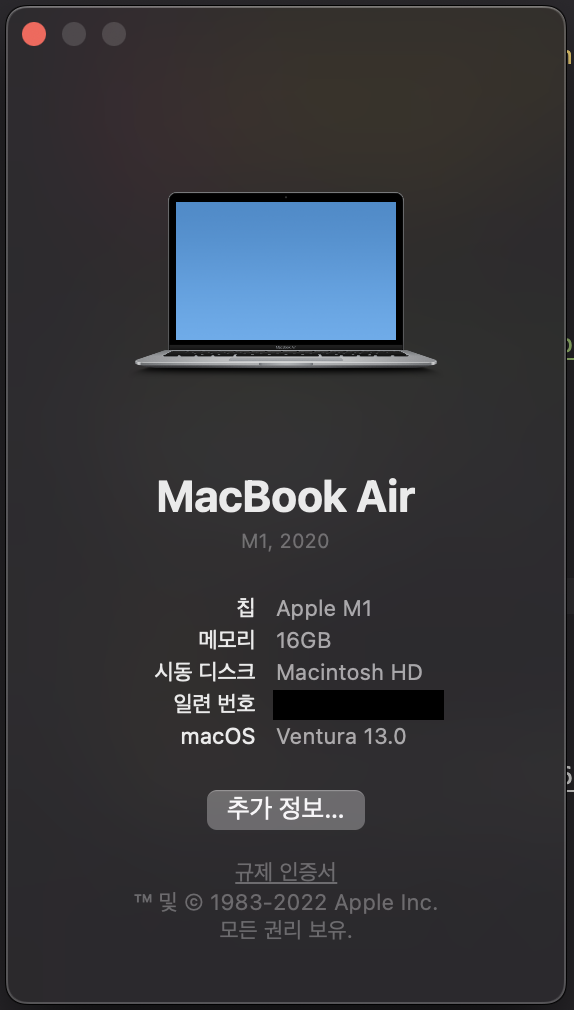 MacBook Air
M1, 2020
칩 Apple M1
메모리 16GB
시동 디스크 Macintosh HD
일련 번호
macOS Ventura 13.0
추가 정보...
규제 인증서
™ 및 © 1983-2022 Apple Inc.
모든 권리 보유.